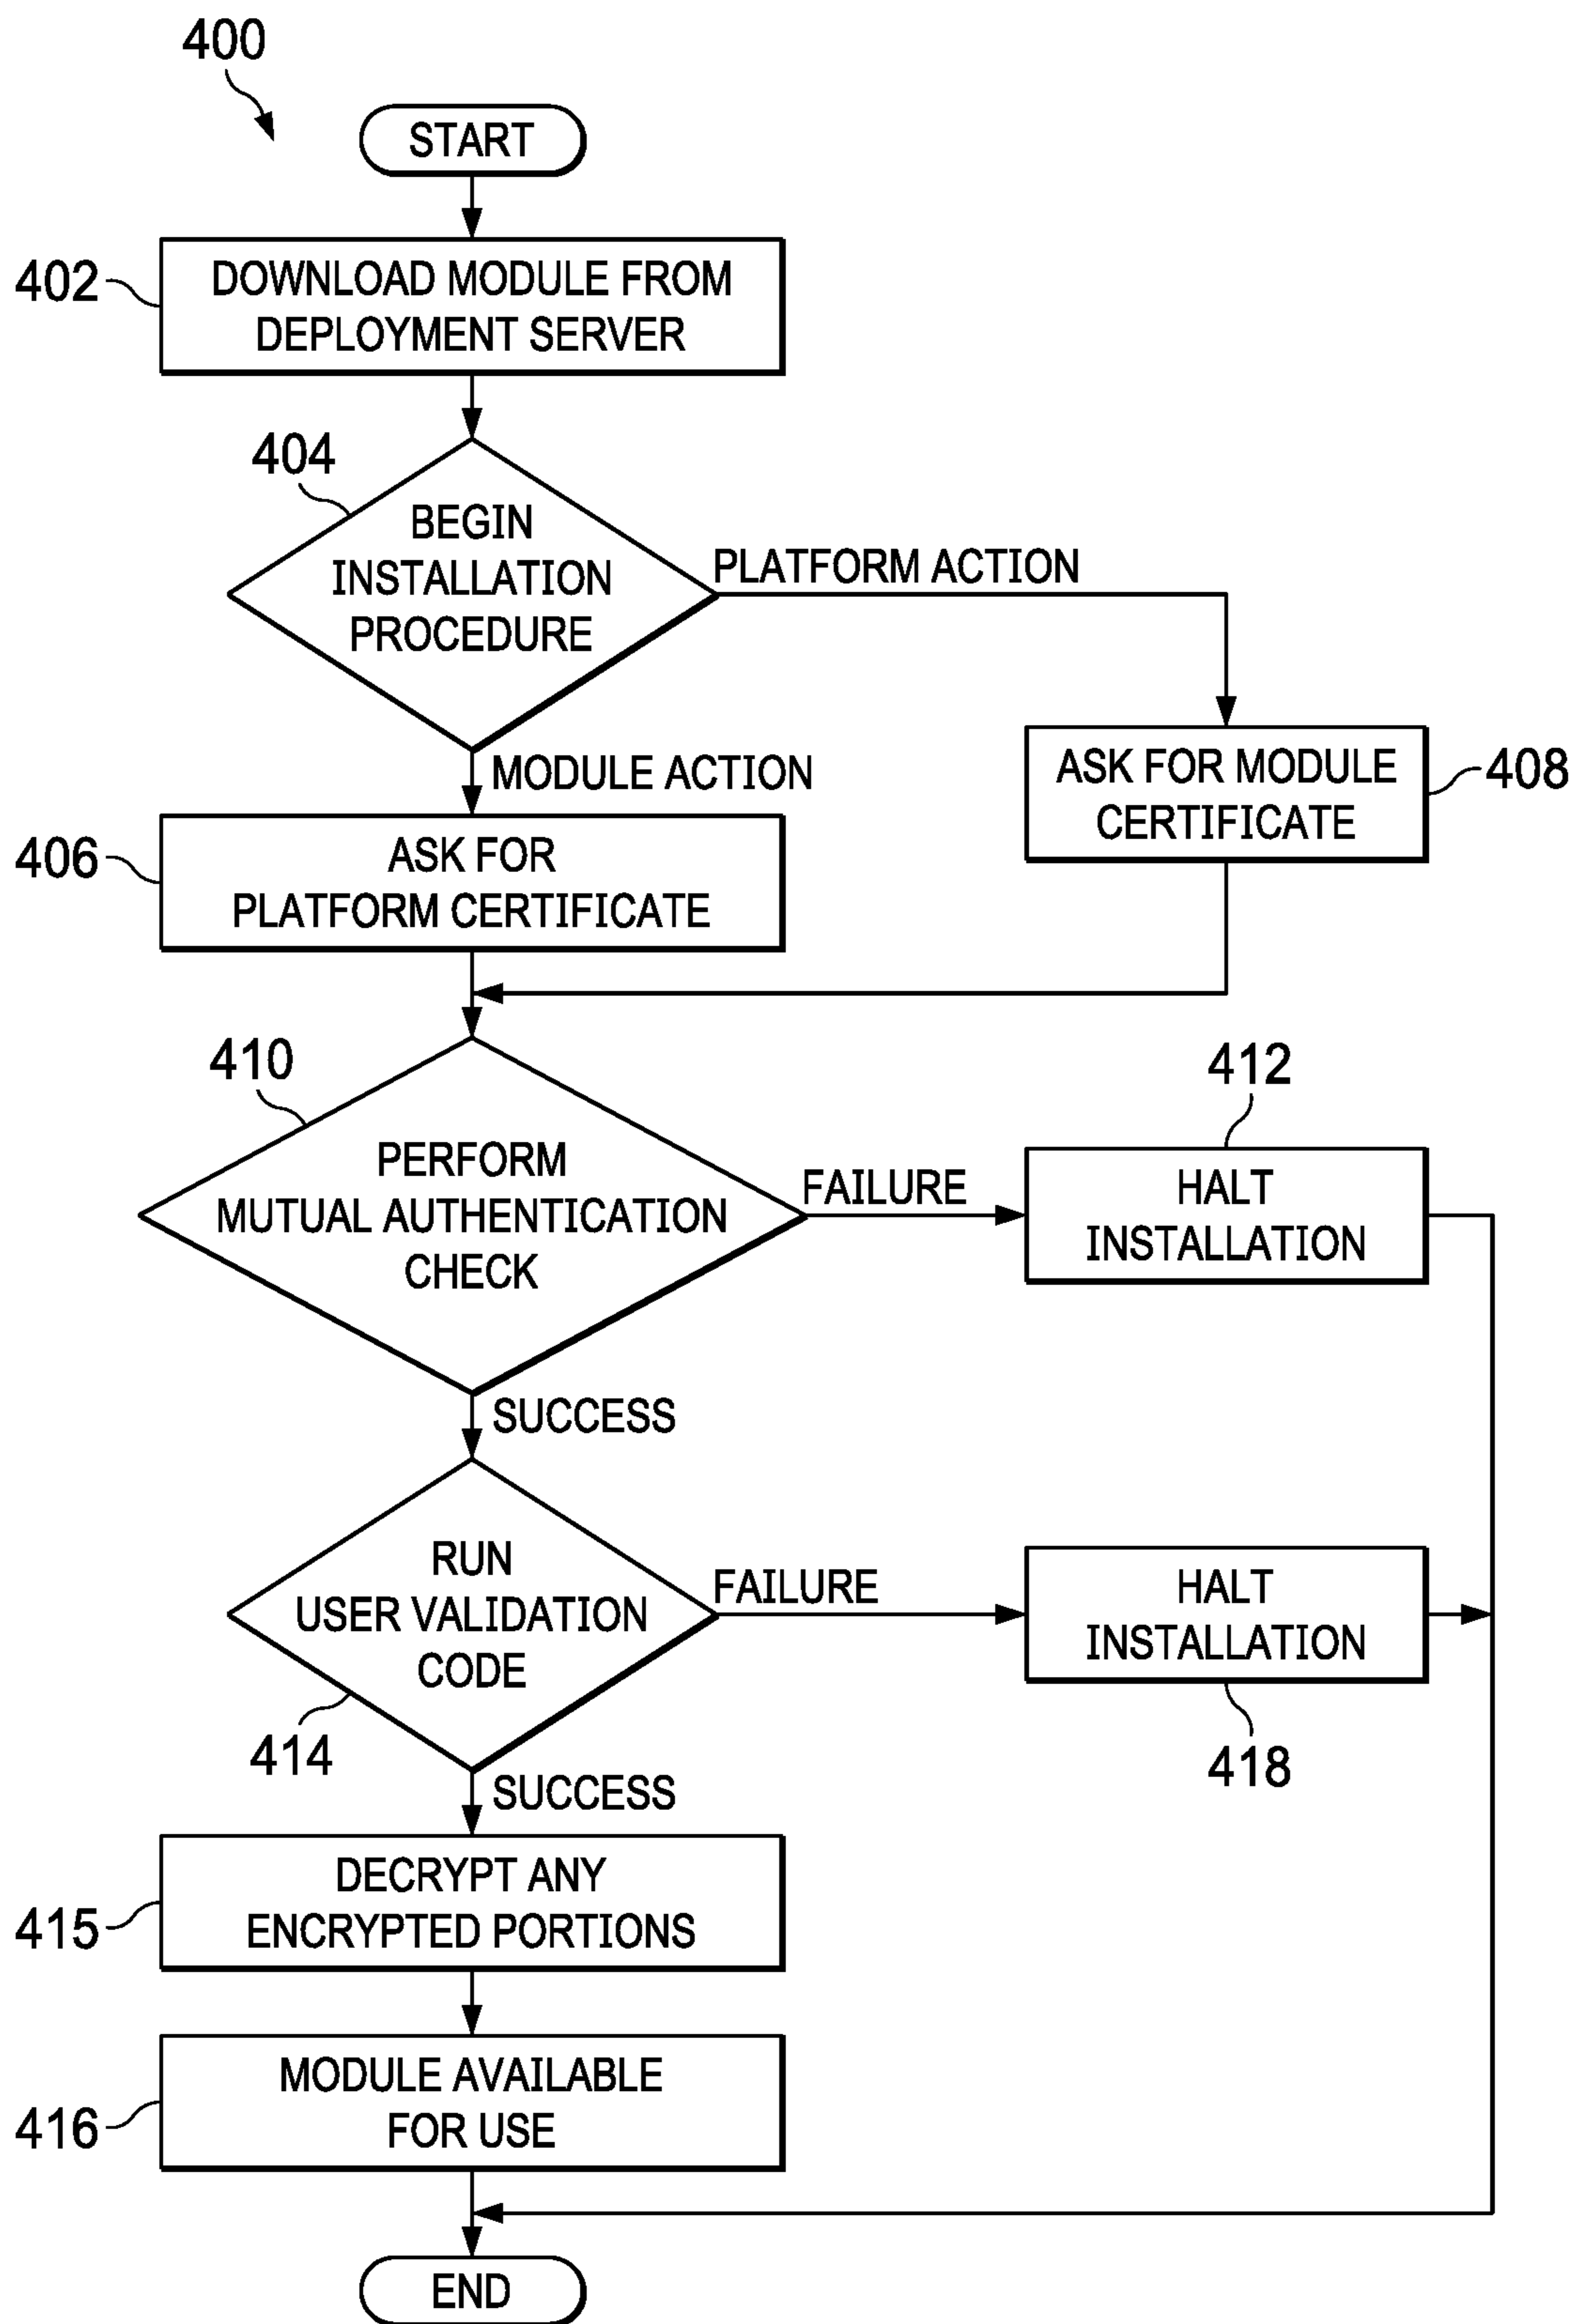 400
START
402
DOWNLOAD MODULE FROM
DEPLOYMENT SERVER
404
BEGIN
INSTALLATION
PROCEDURE
PLATFORM ACTION
MODULE ACTION
ASK FOR MODULE
CERTIFICATE
408
406
ASK FOR
PLATFORM CERTIFICATE
410
PERFORM
MUTUAL AUTHENTICATION
CHECK
FAILURE
412
HALT
INSTALLATION
SUCCESS
RUN
USER VALIDATION
CODE
414
FAILURE
HALT
INSTALLATION
418
SUCCESS
415
DECRYPT ANY
ENCRYPTED PORTIONS
416
MODULE AVAILABLE
FOR USE
END